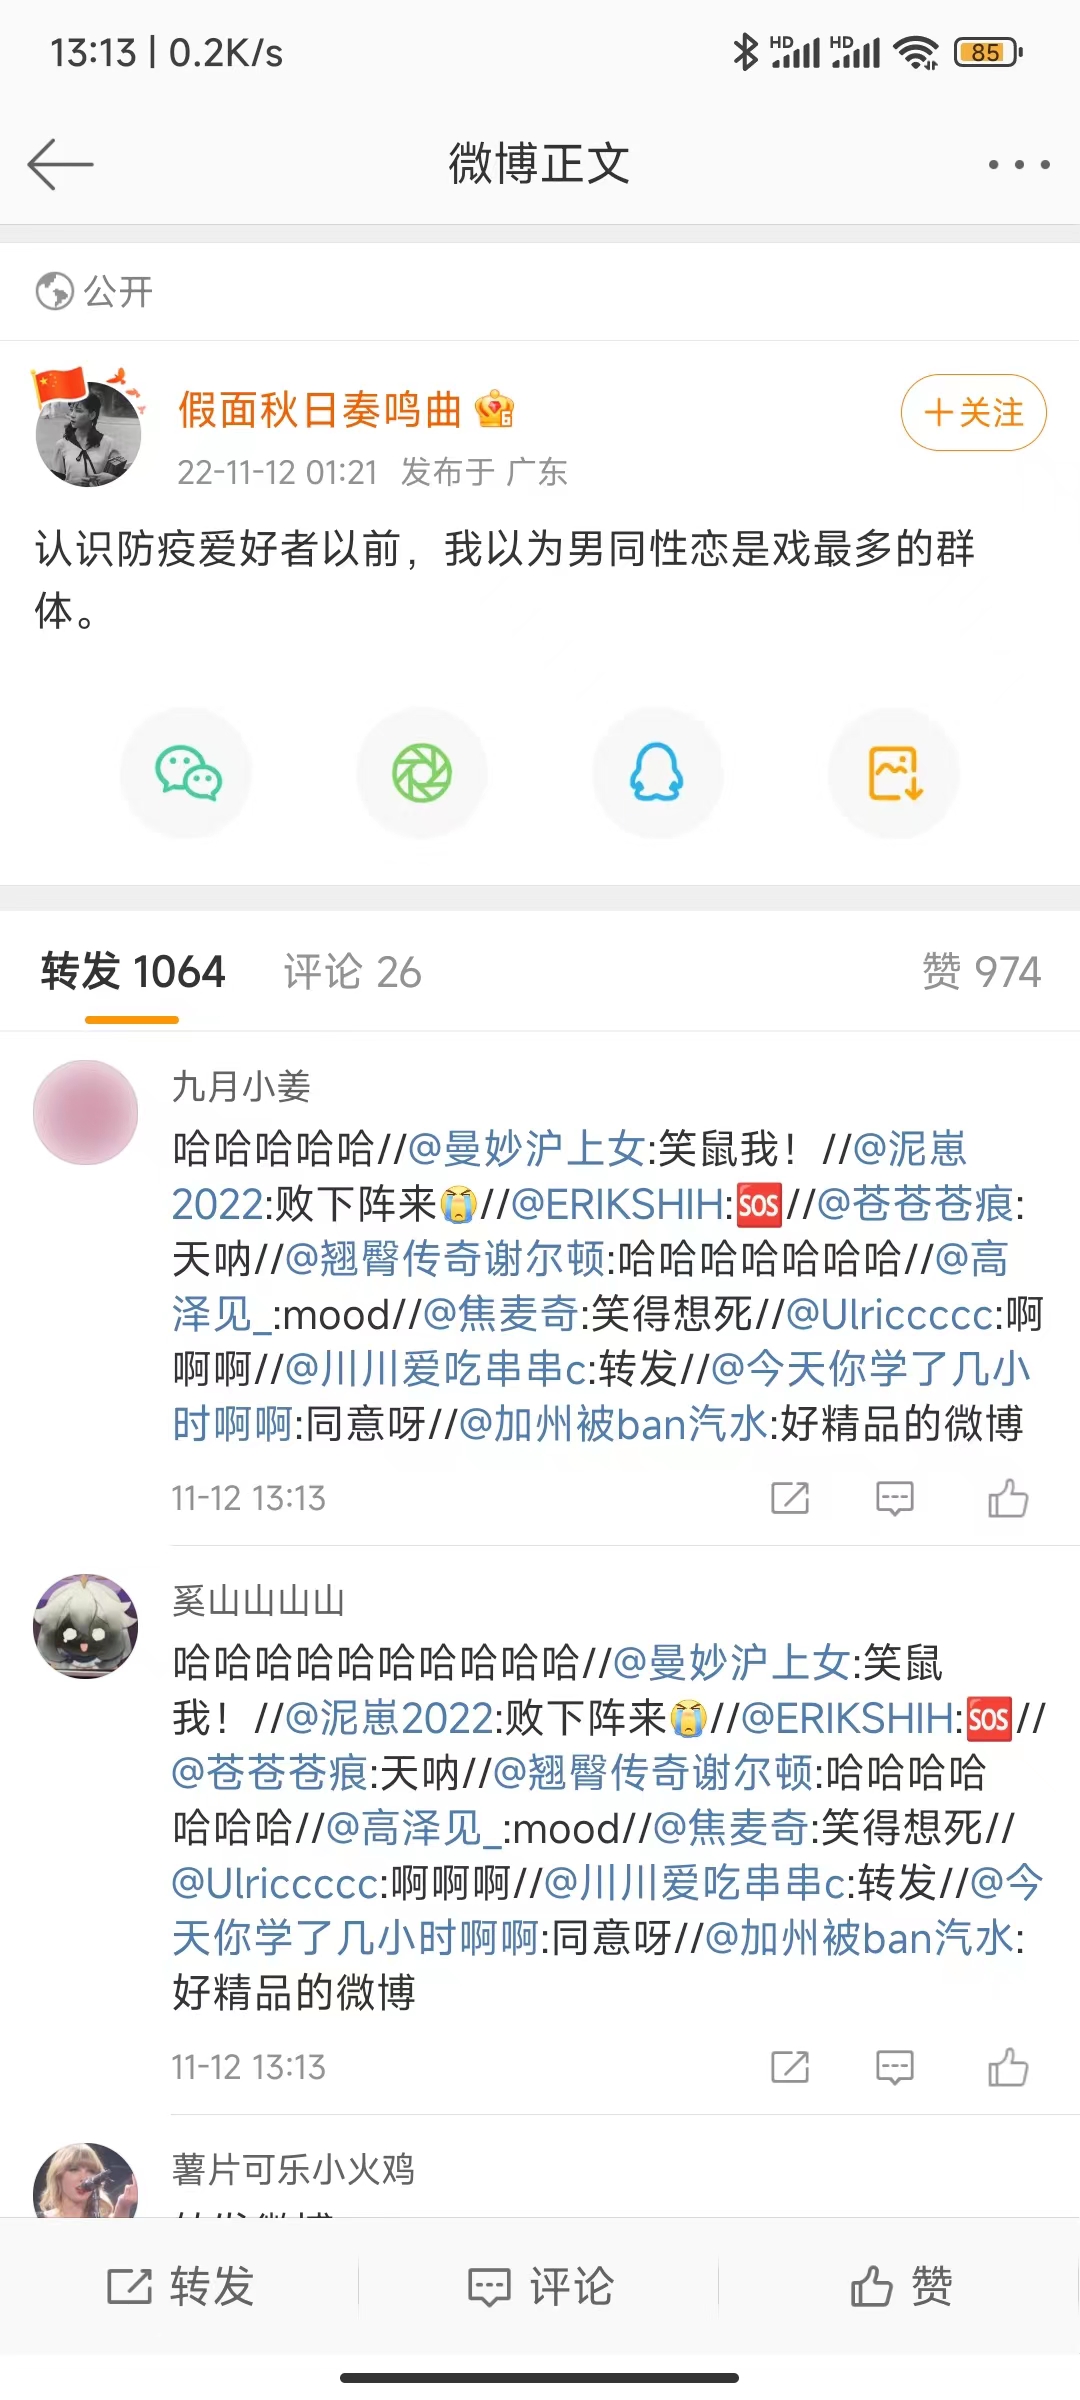 13:13 | 0.2K/s HD HD 85
微博正文
公开
假面秋日奏鸣曲 6
+关注
22-11-12 01:21 发布于 广东
认识防疫爱好者以前，我以为男同性恋是戏最多的群
体。
转发 1064 评论 26 赞 974
九月小姜
哈哈哈哈哈//@曼妙沪上女:笑鼠我！//@泥崽
2022:败下阵来😭//@ERIKSHIH:🆘//@苍苍苍痕:
天呐//@翘臀传奇谢尔顿:哈哈哈哈哈哈哈//@高
泽见_:mood//@焦麦奇:笑得想死//@Ulriccccc:啊
啊啊//@川川爱吃串串c:转发//@今天你学了几小
时啊啊:同意呀//@加州被ban汽水:好精品的微博
11-12 13:13
奚山山山山
哈哈哈哈哈哈哈哈哈哈//@曼妙沪上女:笑鼠
我！//@泥崽2022:败下阵来😭//@ERIKSHIH:🆘//
@苍苍苍痕:天呐//@翘臀传奇谢尔顿:哈哈哈哈
哈哈哈//@高泽见_:mood//@焦麦奇:笑得想死//
@Ulriccccc:啊啊啊//@川川爱吃串串c:转发//@今
天你学了几小时啊啊:同意呀//@加州被ban汽水:
好精品的微博
11-12 13:13
薯片可乐小火鸡
转发 评论 赞